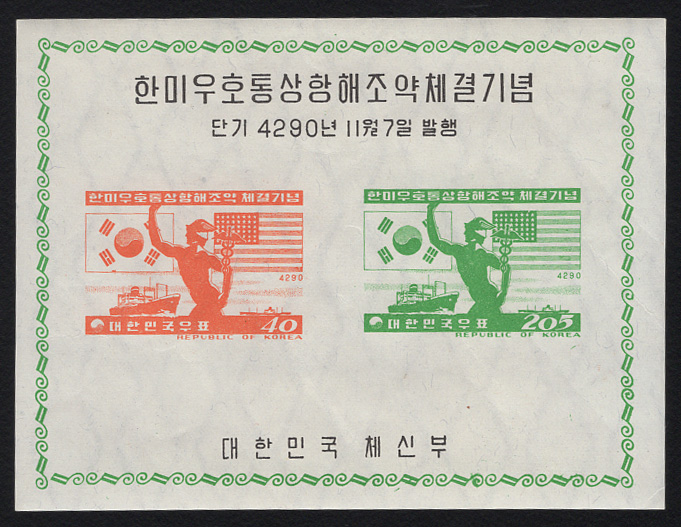 한미우호통상항해조약체결기념
단기 4290년 11월 7일 발행
한미우호통상항해조약 체결기념
4290
대한민국우표 40
REPUBLIC OF KOREA
한미우호통상항해조약 체결기념
4290
대한민국우표 205
REPUBLIC OF KOREA
대한민국 체신부